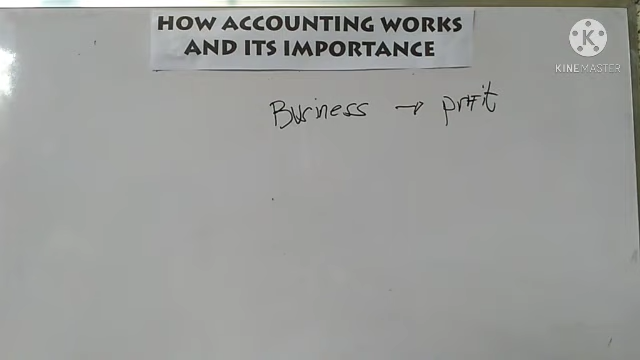 HOW ACCOUNTING WORKS
AND ITS IMPORTANCE
KINEMASTER
Business → profit